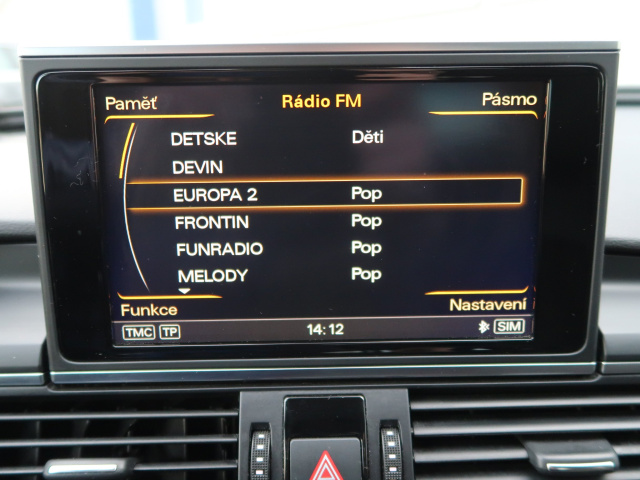 Paměť Rádio FM Pásmo
DETSKE Děti
DEVIN
EUROPA 2 Pop
FRONTIN Pop
FUNRADIO Pop
MELODY Pop
Funkce Nastavení
TMC TP 14:12 SIM